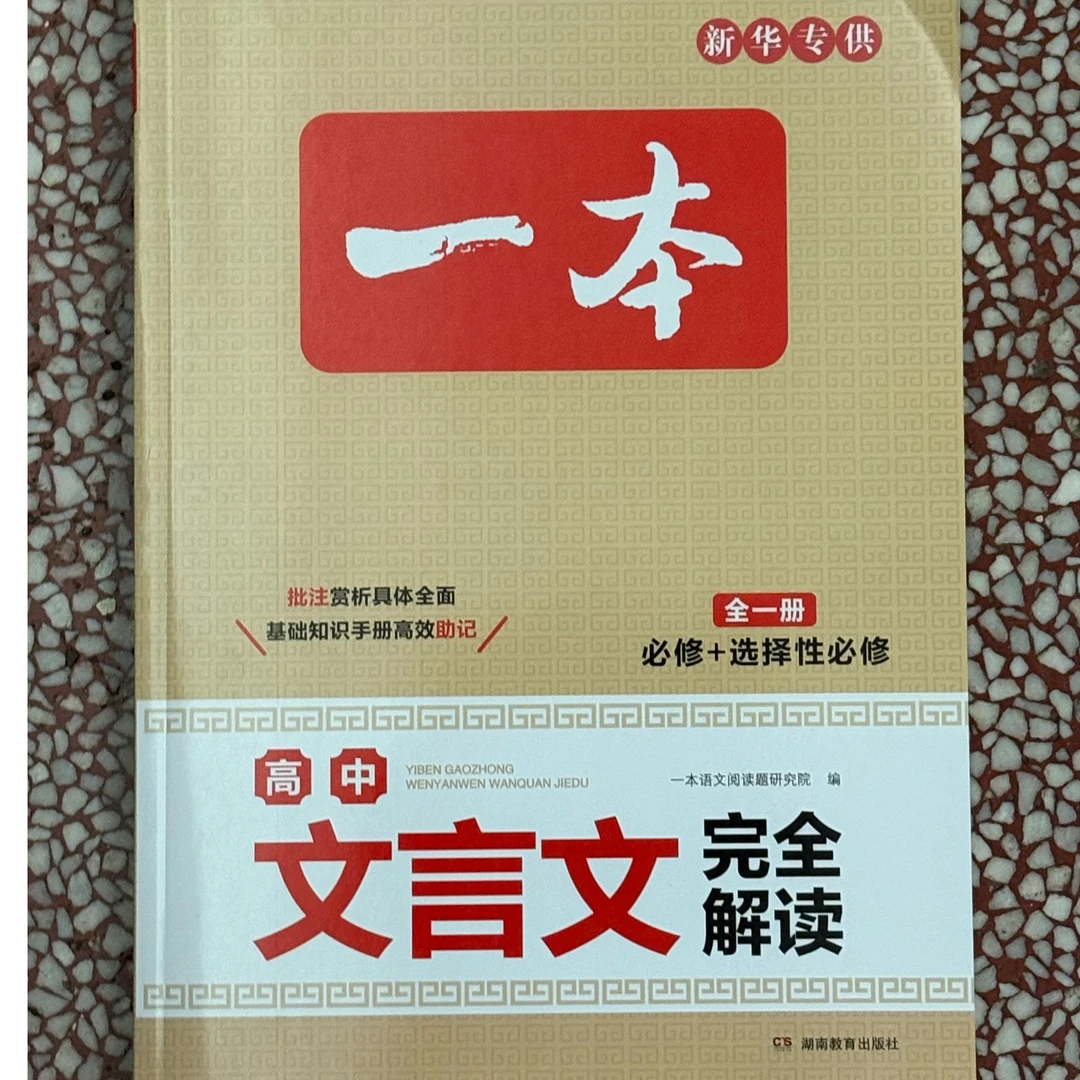 新华专供
一本
批注赏析具体全面
基础知识手册高效助记
全一册
必修+选择性必修
高中
YIBEN GAOZHONG
WENYANWEN WANQUAN JIEDU
一本语文阅读题研究院 编
文言文
完全
解读
CS 湖南教育出版社